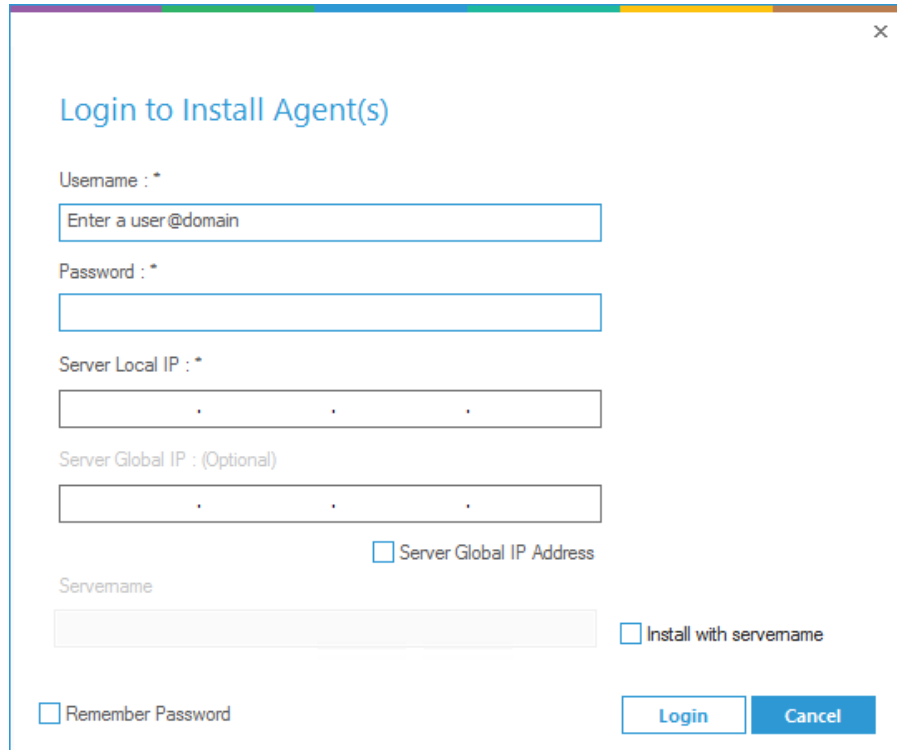 Login to Install Agent(s)
Username : *
Enter a user@domain
Password : *
Server Local IP : *
. . .
Server Global IP : (Optional)
. . .
Server Global IP Address
Servername
Install with servername
Remember Password
Login
Cancel